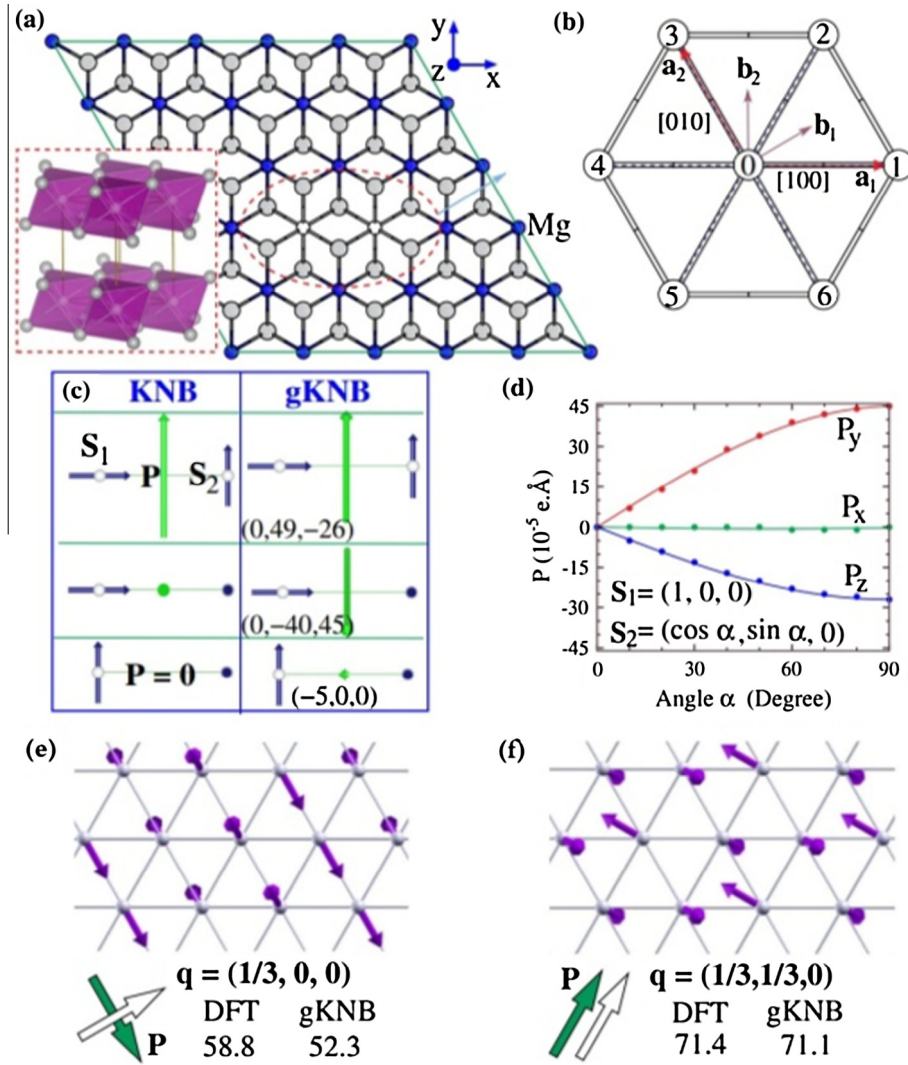 (a)
y
z
x
Mg
(b)
3
2
a2
b2
[010]
b1
4
0
1
[100]
a1
5
6
(c)
KNB
gKNB
S1
P
S2
(0,49,−26)
(0,−40,45)
P = 0
(−5,0,0)
(d)
P (10⁻⁵ e.Å)
45
30
15
0
-15
-30
-45
Py
Px
Pz
S1= (1, 0, 0)
S2= (cos α, sin α, 0)
0
30
60
90
Angle α (Degree)
(e)
q = (1/3, 0, 0)
DFT gKNB
P
58.8 52.3
(f)
P
q = (1/3,1/3,0)
DFT gKNB
71.4 71.1